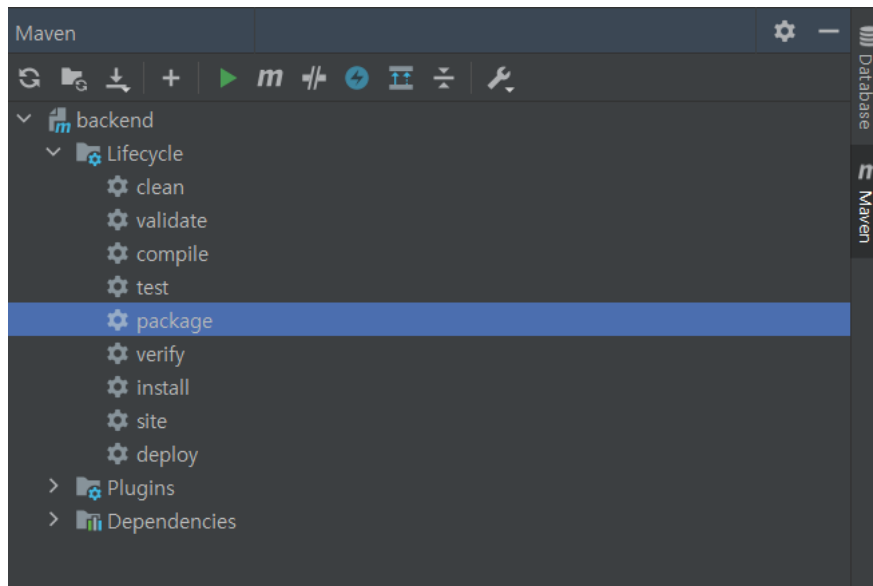 Maven
m
backend
Lifecycle
clean
validate
compile
test
package
verify
install
site
deploy
Plugins
Dependencies
Database
m
Maven